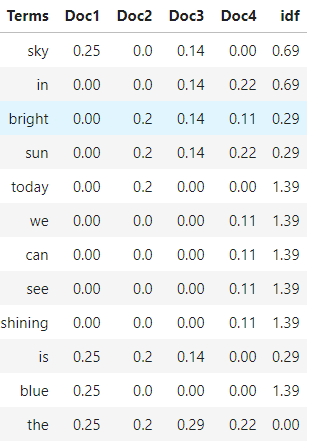 Terms Doc1 Doc2 Doc3 Doc4 idf
sky 0.25 0.0 0.14 0.00 0.69
in 0.00 0.0 0.14 0.22 0.69
bright 0.00 0.2 0.14 0.11 0.29
sun 0.00 0.2 0.14 0.22 0.29
today 0.00 0.2 0.00 0.00 1.39
we 0.00 0.0 0.00 0.11 1.39
can 0.00 0.0 0.00 0.11 1.39
see 0.00 0.0 0.00 0.11 1.39
shining 0.00 0.0 0.00 0.11 1.39
is 0.25 0.2 0.14 0.00 0.29
blue 0.25 0.0 0.00 0.00 1.39
the 0.25 0.2 0.29 0.22 0.00